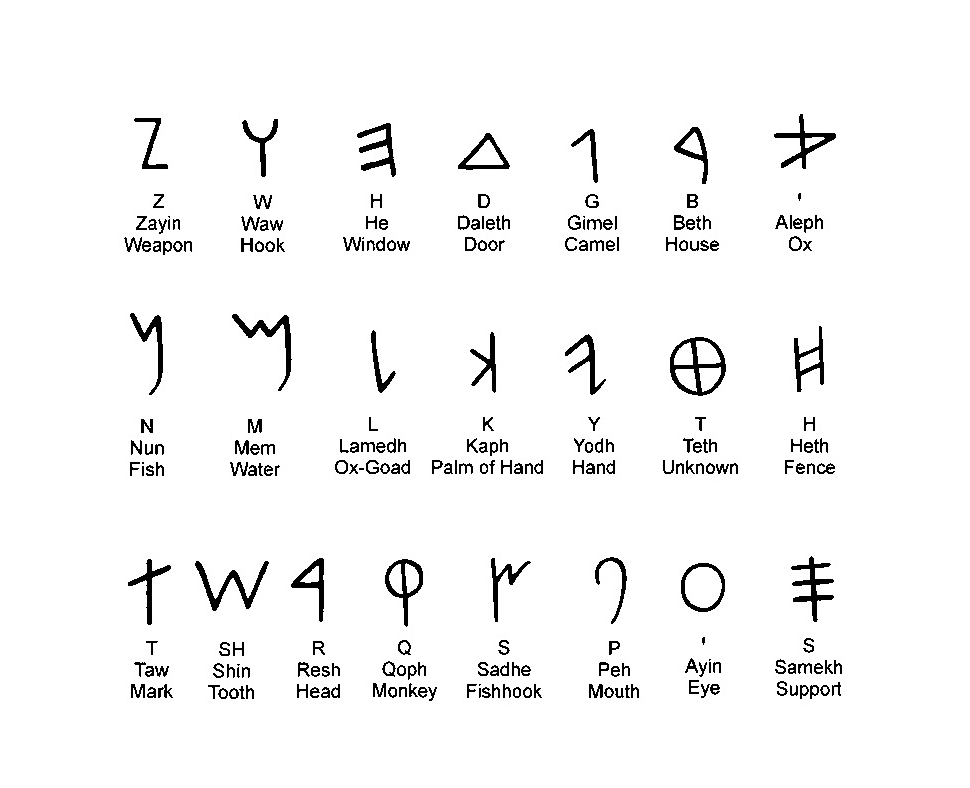 𐤀 𐤁 𐤂 𐤃 𐤄 𐤅 𐤆
Z W H D G B '
Zayin Waw He Daleth Gimel Beth Aleph
Weapon Hook Window Door Camel House Ox
𐤇 𐤈 𐤉 𐤊 𐤋 𐤌 𐤍
N M L K Y T H
Nun Mem Lamedh Kaph Yodh Teth Heth
Fish Water Ox-Goad Palm of Hand Hand Unknown Fence
𐤎 𐤏 𐤐 𐤑 𐤒 𐤓 𐤔 𐤕
T SH R Q S P ' S
Taw Shin Resh Qoph Sadhe Peh Ayin Samekh
Mark Tooth Head Monkey Fishhook Mouth Eye Support